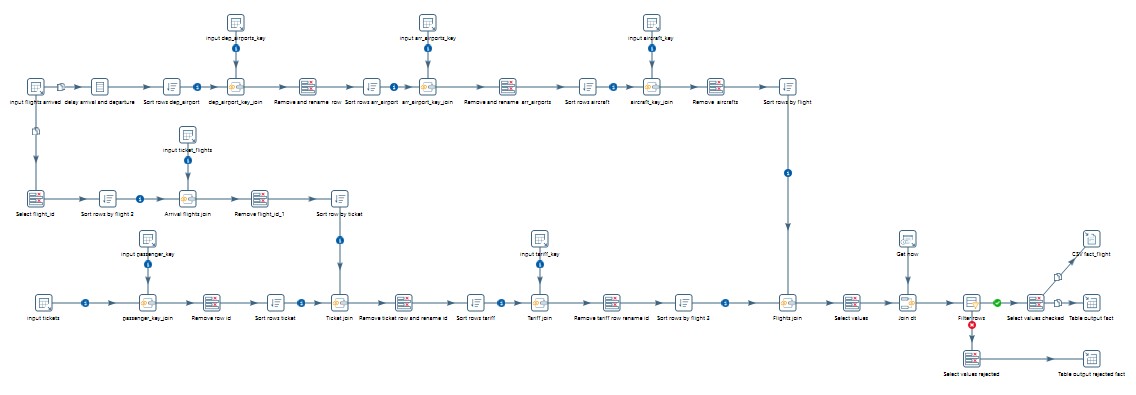 input dep_airports_key
input arr_airports_key
input aircraft_key
input flights arrived
delay arrival and departure
Sort rows dep_airport
dep_airport_key_join
Remove and rename row
Sort rows arr_airport
arr_airport_key_join
Remove and rename arr_airports
Sort rows aircraft
aircraft_key_join
Remove aircrafts
Sort rows by flight
input ticket_flights
Select flight_id
Sort rows by flight 2
Arrival flights join
Remove flight_id_1
Sort row by ticket
input passenger_key
input tariff_key
Get now
CSV fact_flight
input tickets
passenger_key_join
Remove row id
Sort rows ticket
Ticket join
Remove ticket row and rename id
Sort rows tariff
Tariff join
Remove tariff row rename id
Sort rows by flight 3
Flights join
Select values
Join dt
Filter rows
Select values checked
Table output fact
Select values rejected
Table output rejected fact